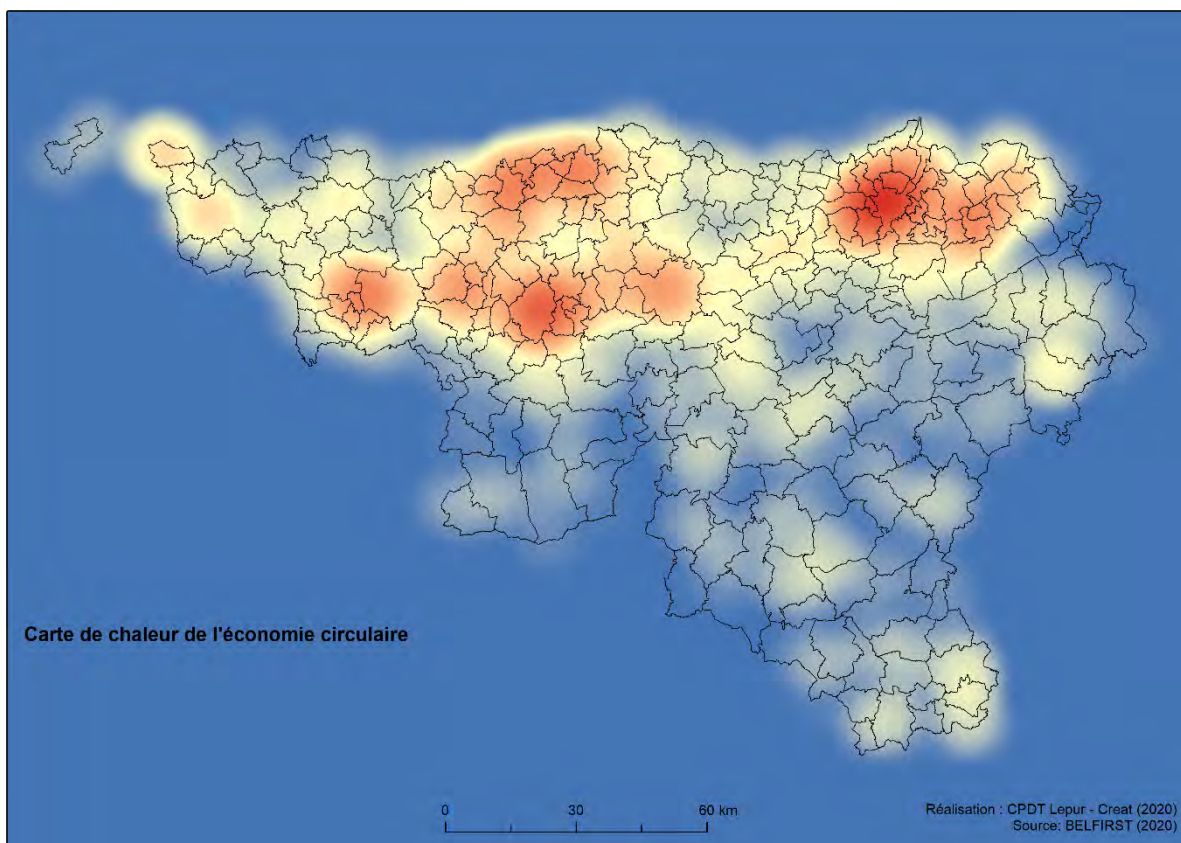 Carte de chaleur de l'économie circulaire
0 30 60 km
Réalisation : CPDT Lepur - Creat (2020)
Source: BELFIRST (2020)